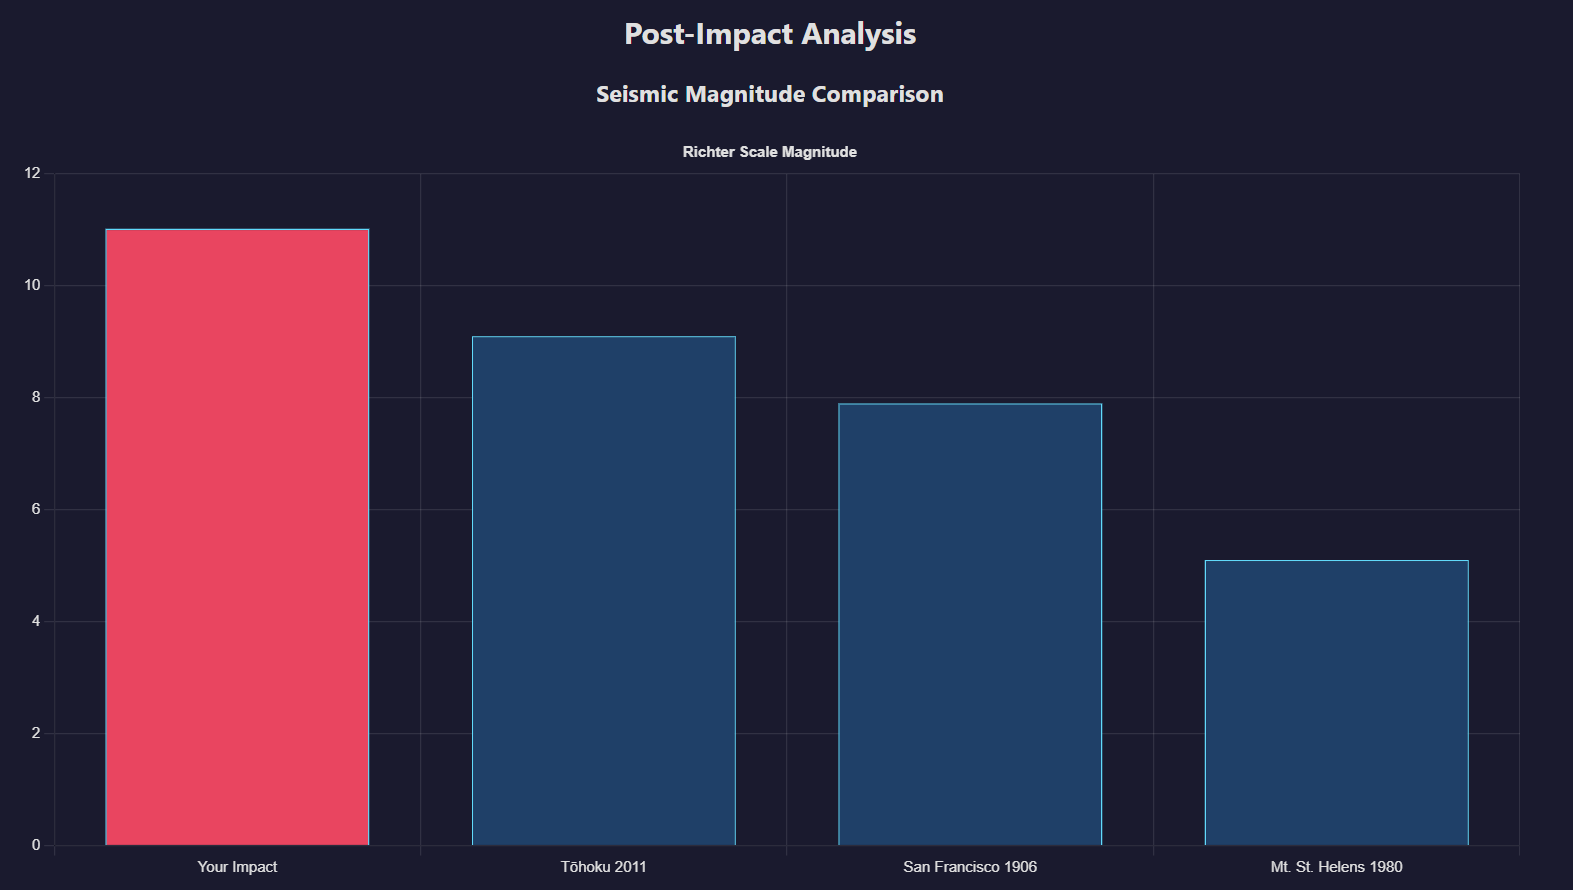 Post-Impact Analysis
Seismic Magnitude Comparison
Richter Scale Magnitude
12
10
8
6
4
2
0
Your Impact
Tōhoku 2011
San Francisco 1906
Mt. St. Helens 1980